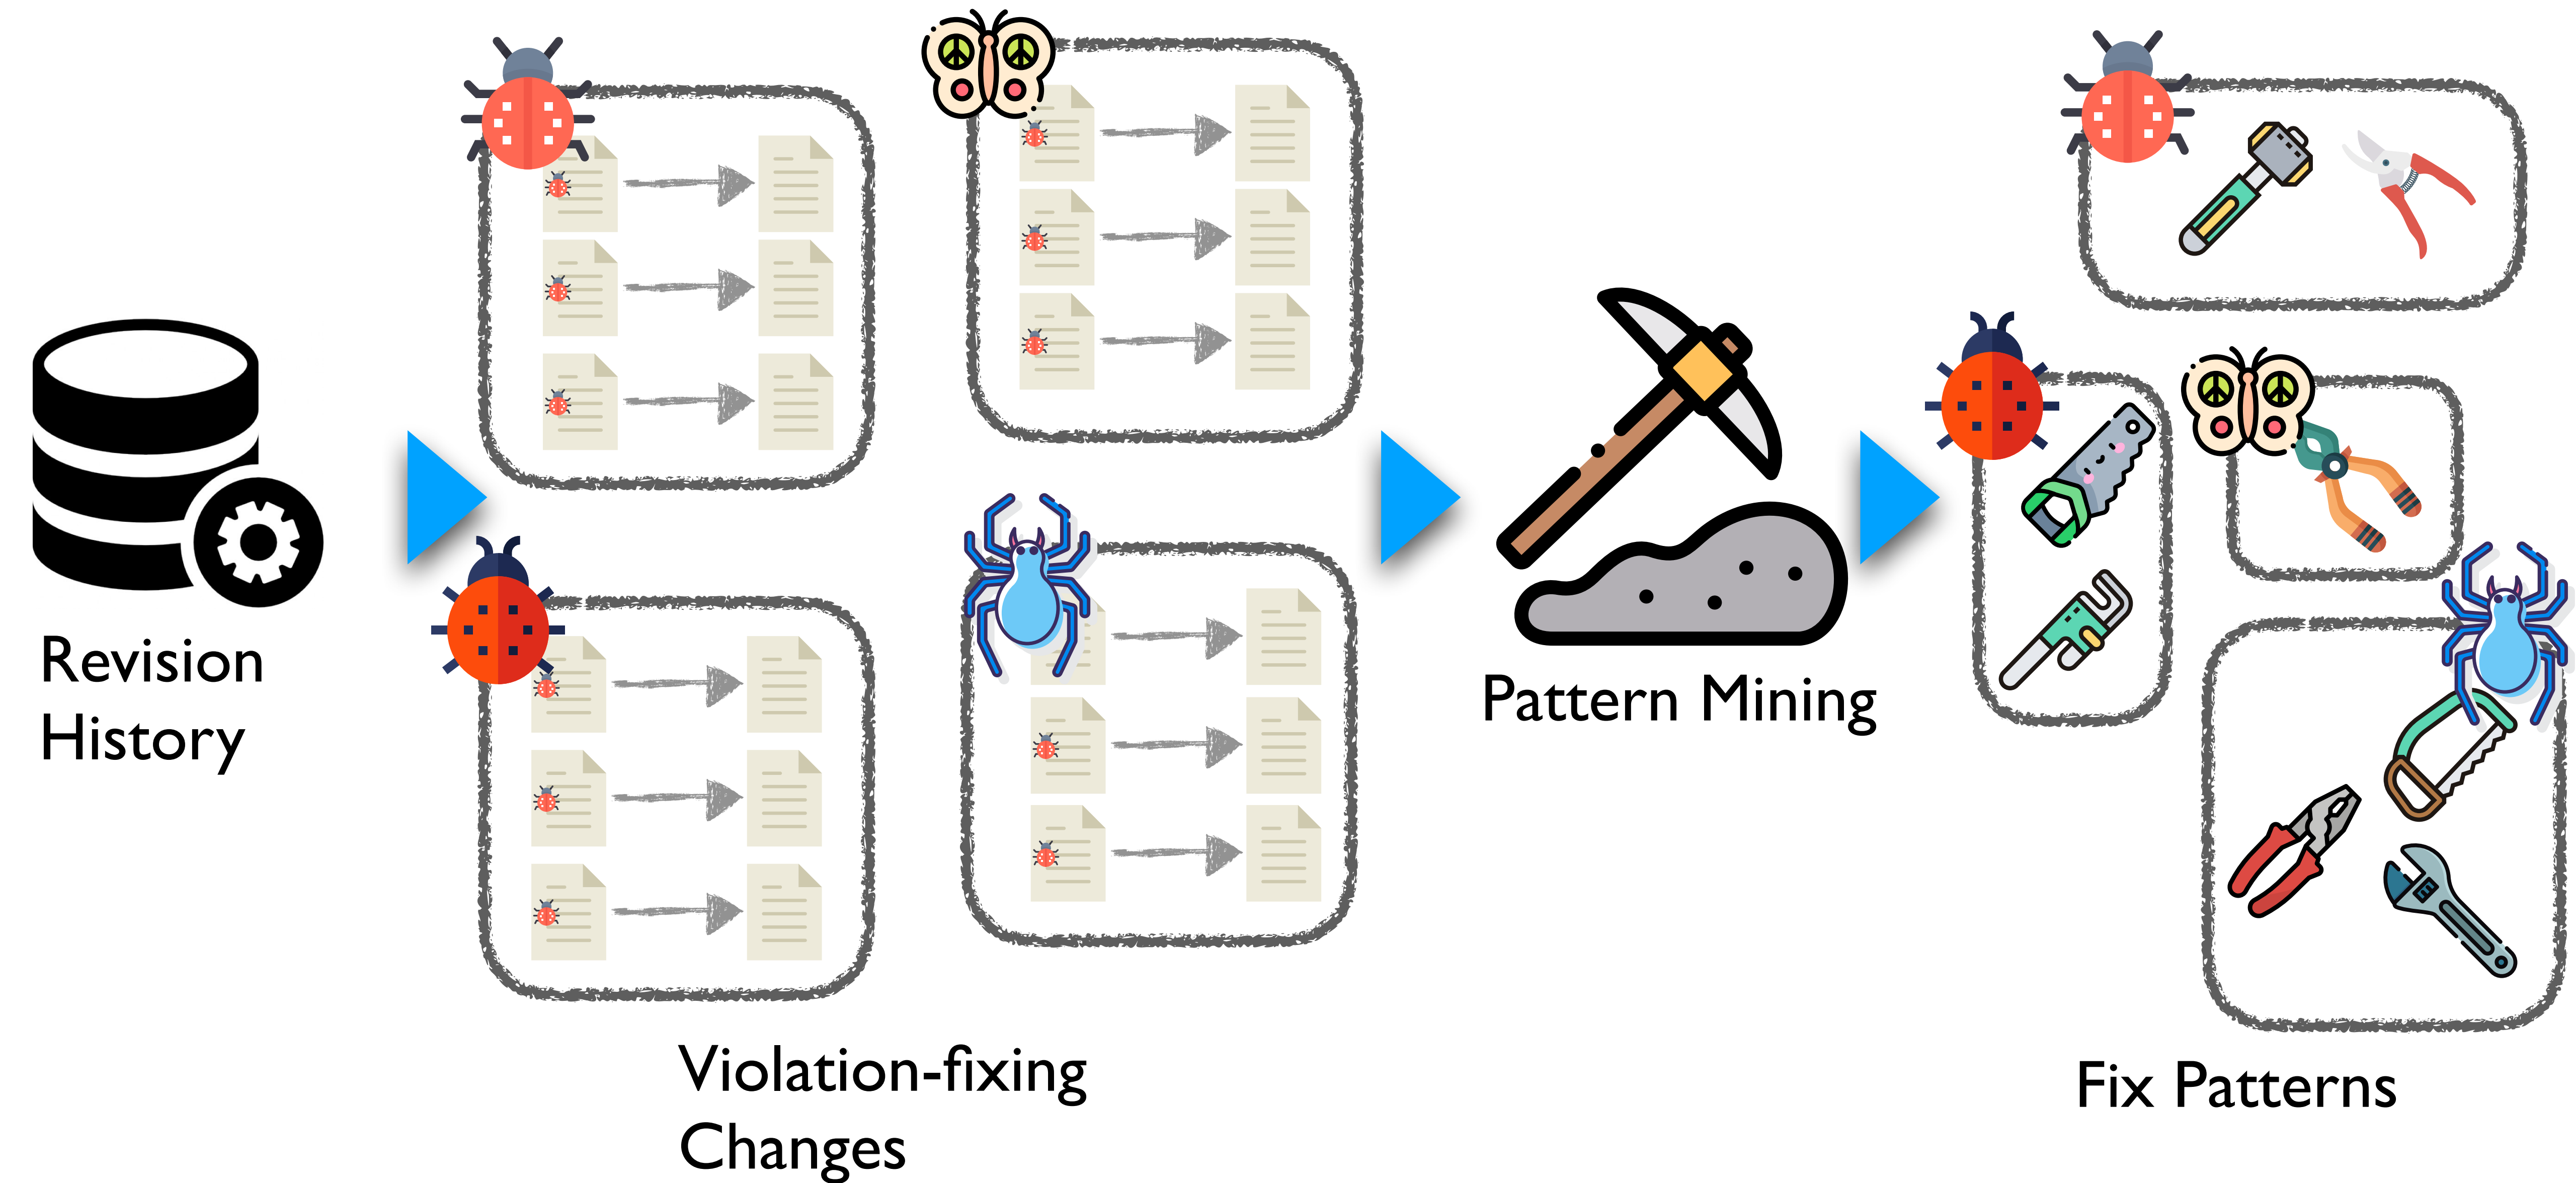 Revision
History
Violation-fixing
Changes
Pattern Mining
Fix Patterns